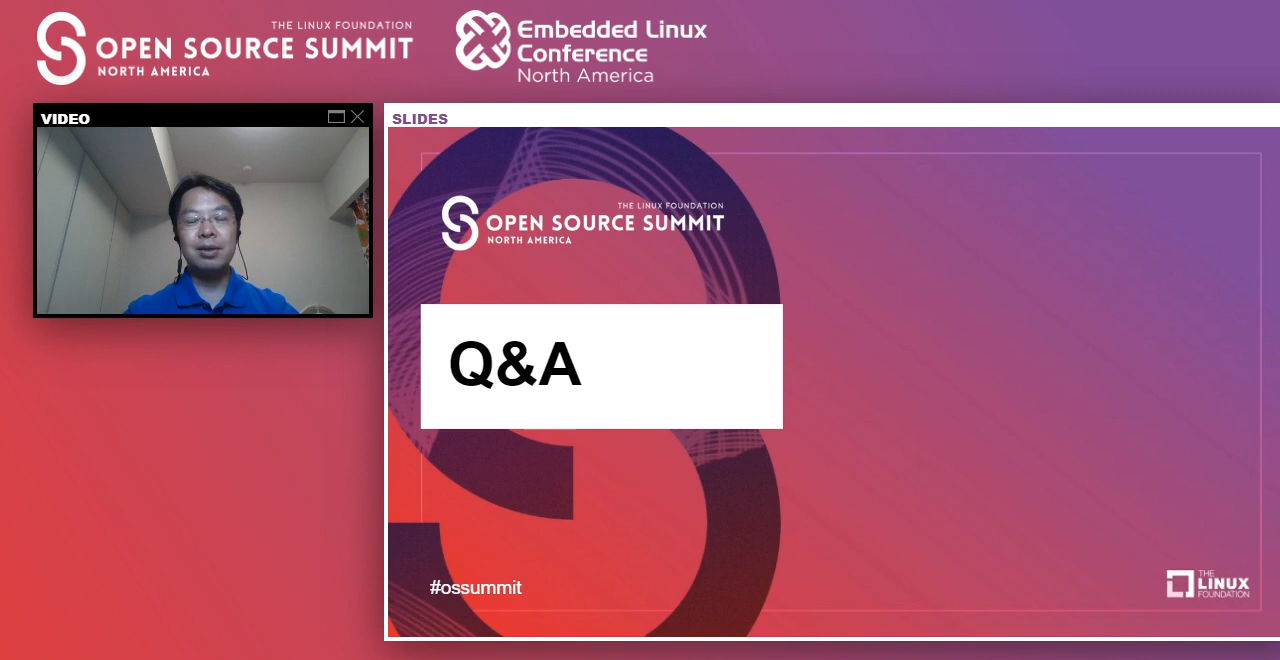 THE LINUX FOUNDATION
OPEN SOURCE SUMMIT
NORTH AMERICA
Embedded Linux
Conference
North America
VIDEO
SLIDES
THE LINUX FOUNDATION
OPEN SOURCE SUMMIT
NORTH AMERICA
Q&A
#ossummit
THE
LINUX
FOUNDATION